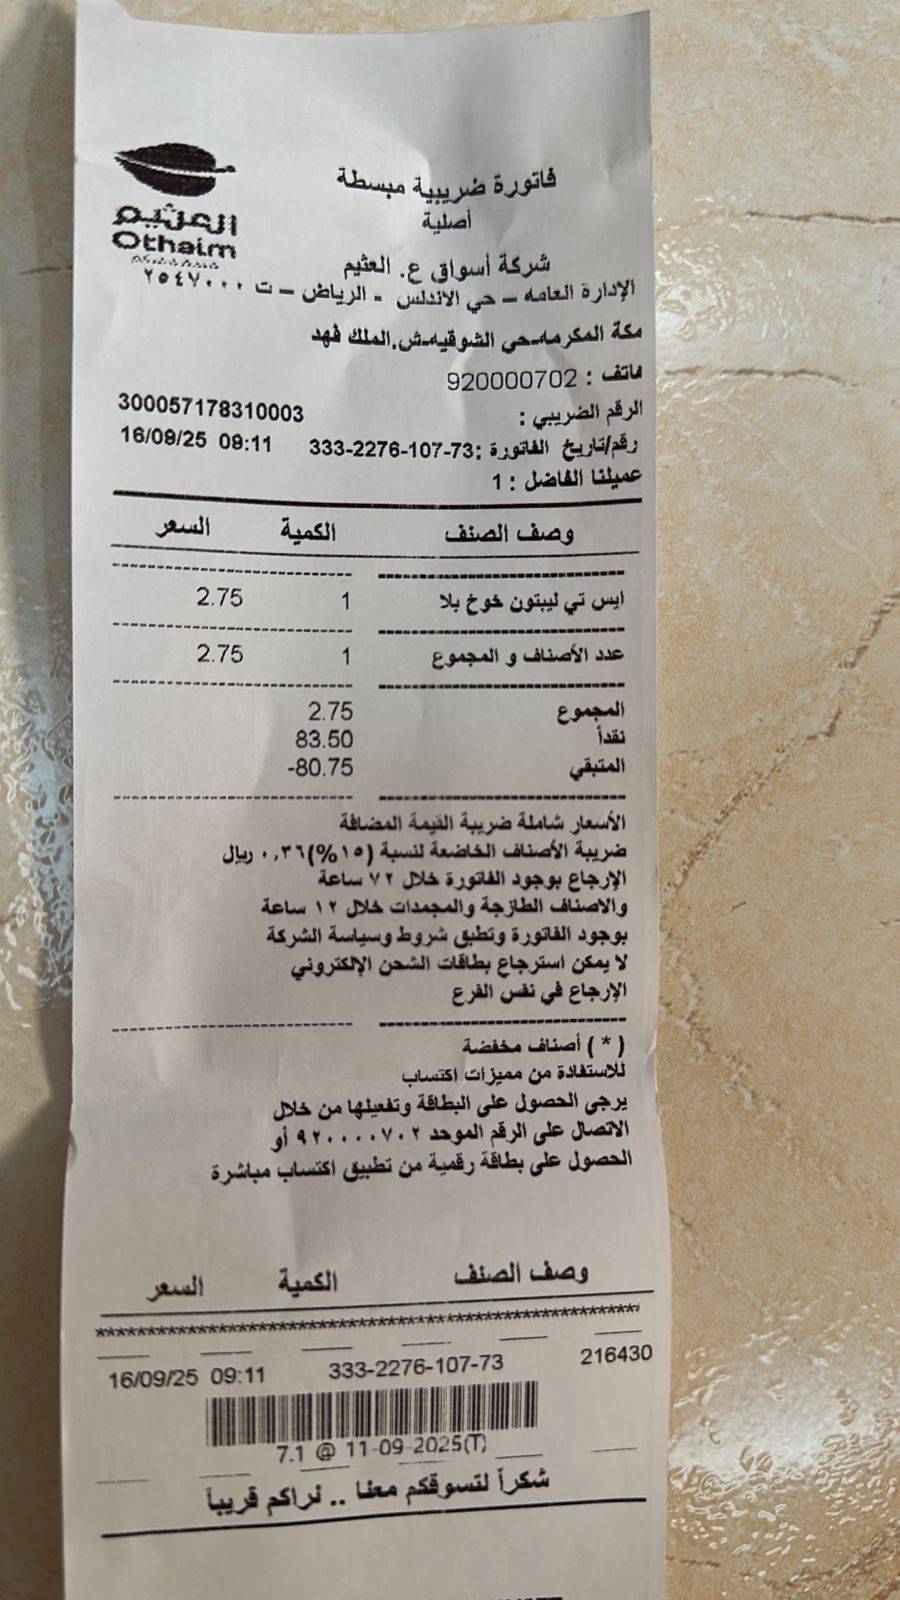 العثيم
Othaim
فاتورة ضريبية مبسطة
أصلية
شركة أسواق ع. العثيم
الإدارة العامه – حي الاندلس - الرياض – ت ٢٥٤٧٠٠٠
مكة المكرمه-حي الشوقيه-ش.الملك فهد
هاتف : 920000702
الرقم الضريبي : 300057178310003
رقم/تاريخ الفاتورة :333-2276-107-73 16/09/25 09:11
عميلنا الفاضل : 1
وصف الصنف الكمية السعر
ايس تي ليبتون خوخ بلا 1 2.75
عدد الأصناف و المجموع 1 2.75
المجموع 2.75
نقداً 83.50
المتبقي -80.75
الأسعار شاملة ضريبة القيمة المضافة
ضريبة الأصناف الخاضعة لنسبة (١٥%)٠,٣٦ ريال
الإرجاع بوجود الفاتورة خلال ٧٢ ساعة
والاصناف الطازجة والمجمدات خلال ١٢ ساعة
بوجود الفاتورة وتطبق شروط وسياسة الشركة
لا يمكن استرجاع بطاقات الشحن الإلكتروني
الإرجاع في نفس الفرع
( * ) أصناف مخفضة
للاستفادة من مميزات اكتساب
يرجى الحصول على البطاقة وتفعيلها من خلال
الاتصال على الرقم الموحد ٩٢٠٠٠٠٧٠٢ أو
الحصول على بطاقة رقمية من تطبيق اكتساب مباشرة
وصف الصنف الكمية السعر
************************************************************
16/09/25 09:11 333-2276-107-73 216430
7.1 @ 11-09-2025(T)
شكراً لتسوقكم معنا .. نراكم قريباً